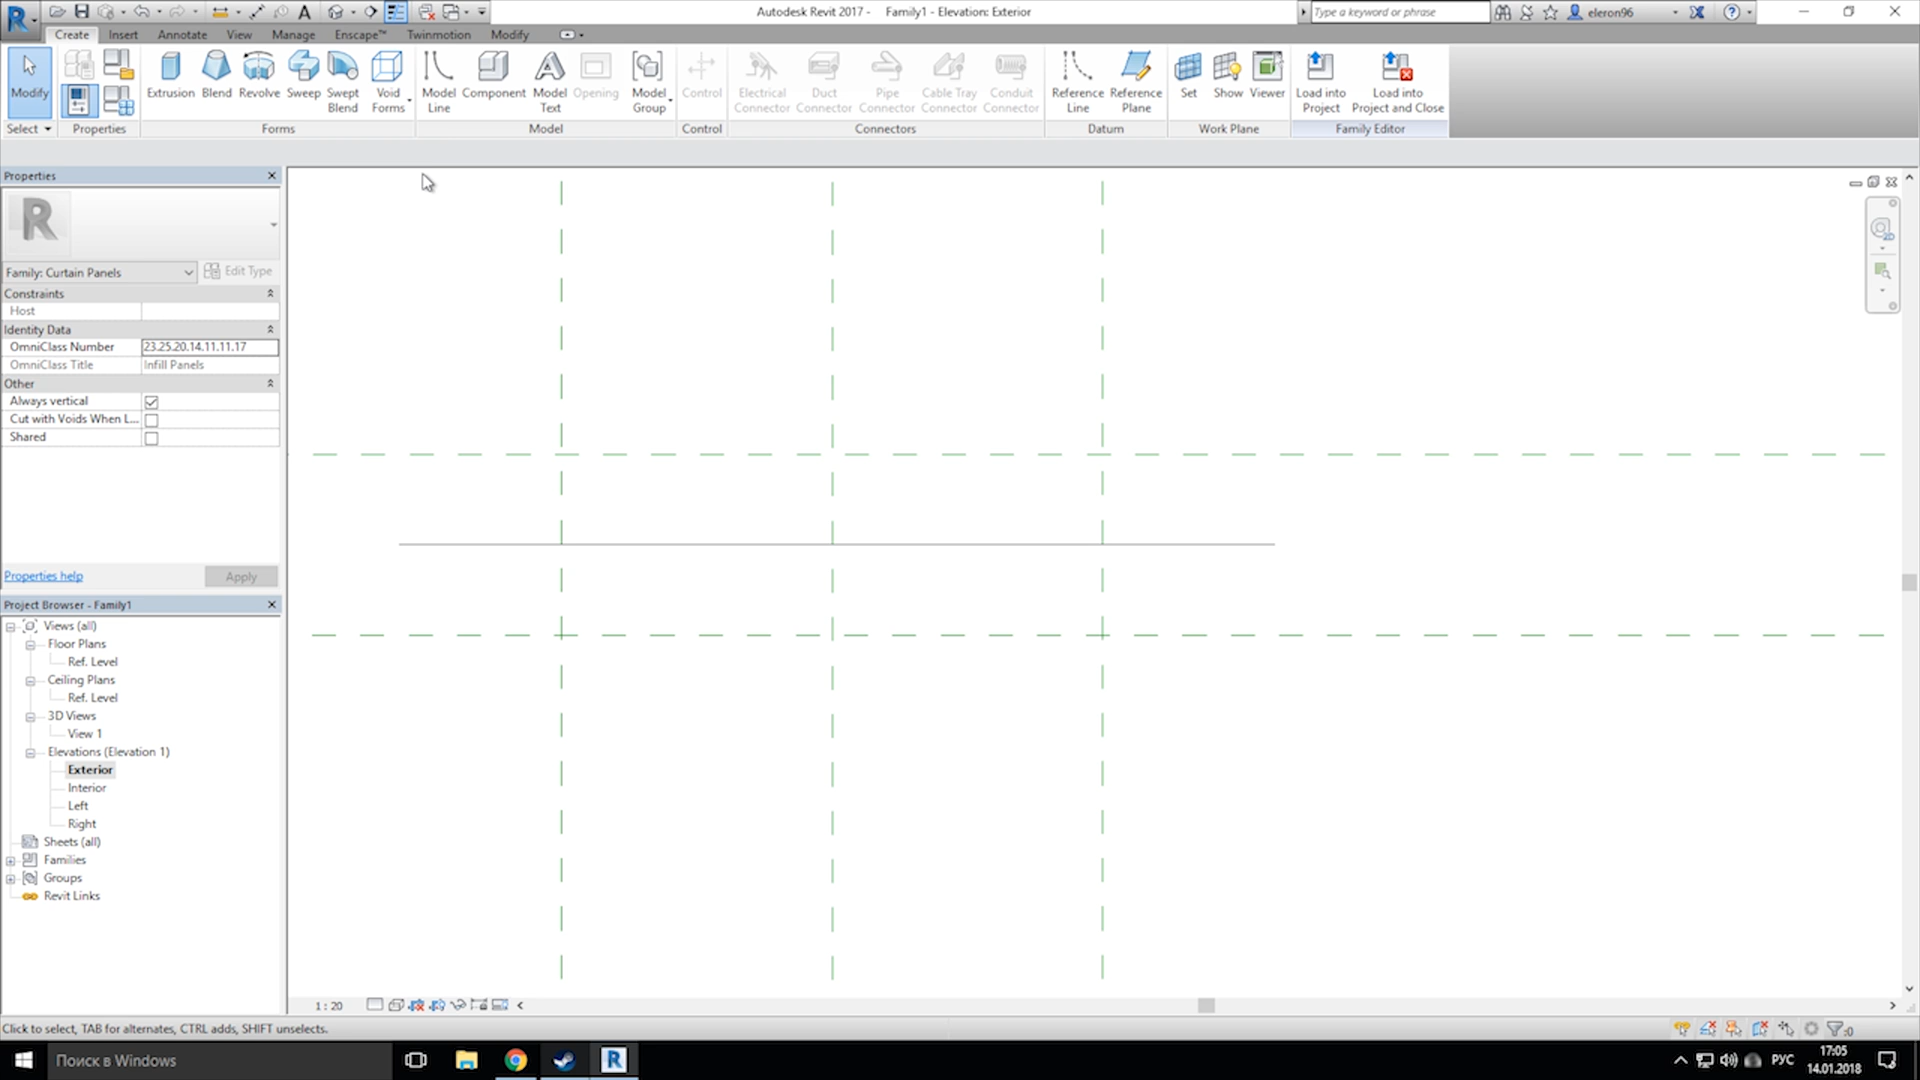 Autodesk Revit 2017 - Family1 - Elevation: Exterior
Type a keyword or phrase
eleron96
Create Insert Annotate View Manage Enscape™ Twinmotion Modify
Modify
Extrusion Blend Revolve Sweep Swept Blend Void Forms
Model Line Component Model Text Opening Model Group
Control
Electrical Connector Duct Connector Pipe Connector Cable Tray Connector Conduit Connector
Reference Line Reference Plane
Set Show Viewer
Load into Project Load into Project and Close
Select Properties Forms Model Control Connectors Datum Work Plane Family Editor
Properties
R
Family: Curtain Panels
Edit Type
Constraints
Host
Identity Data
OmniClass Number 23.25.20.14.11.11.17
OmniClass Title Infill Panels
Other
Always vertical
Cut with Voids When L...
Shared
Properties help
Apply
Project Browser - Family1
Views (all)
Floor Plans
Ref. Level
Ceiling Plans
Ref. Level
3D Views
View 1
Elevations (Elevation 1)
Exterior
Interior
Left
Right
Sheets (all)
Families
Groups
Revit Links
1 : 20
Click to select, TAB for alternates, CTRL adds, SHIFT unselects.
:0
Поиск в Windows
РУС
17:05
14.01.2018